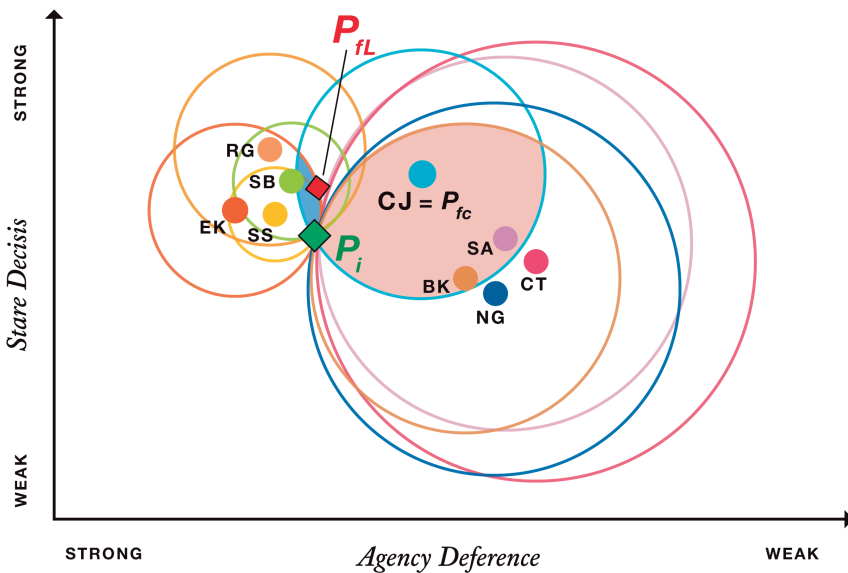 P fL
STRONG
RG
SB
CJ = P fc
EK
SS
P i
SA
Stare Decisis
BK
CT
NG
WEAK
STRONG
Agency Deference
WEAK